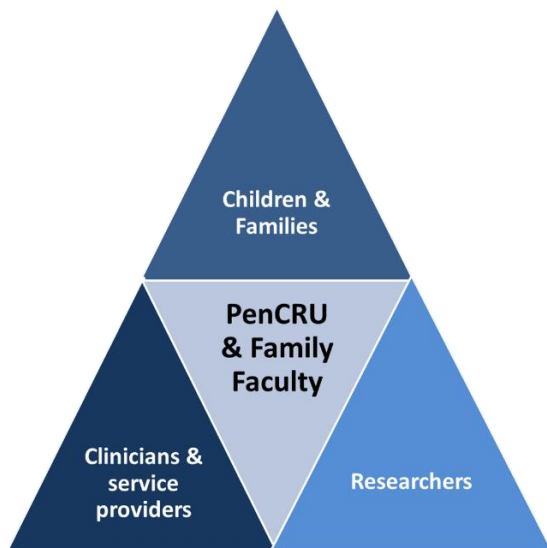 Children &
Families
PenCRU
& Family
Faculty
Clinicians &
service
providers
Researchers